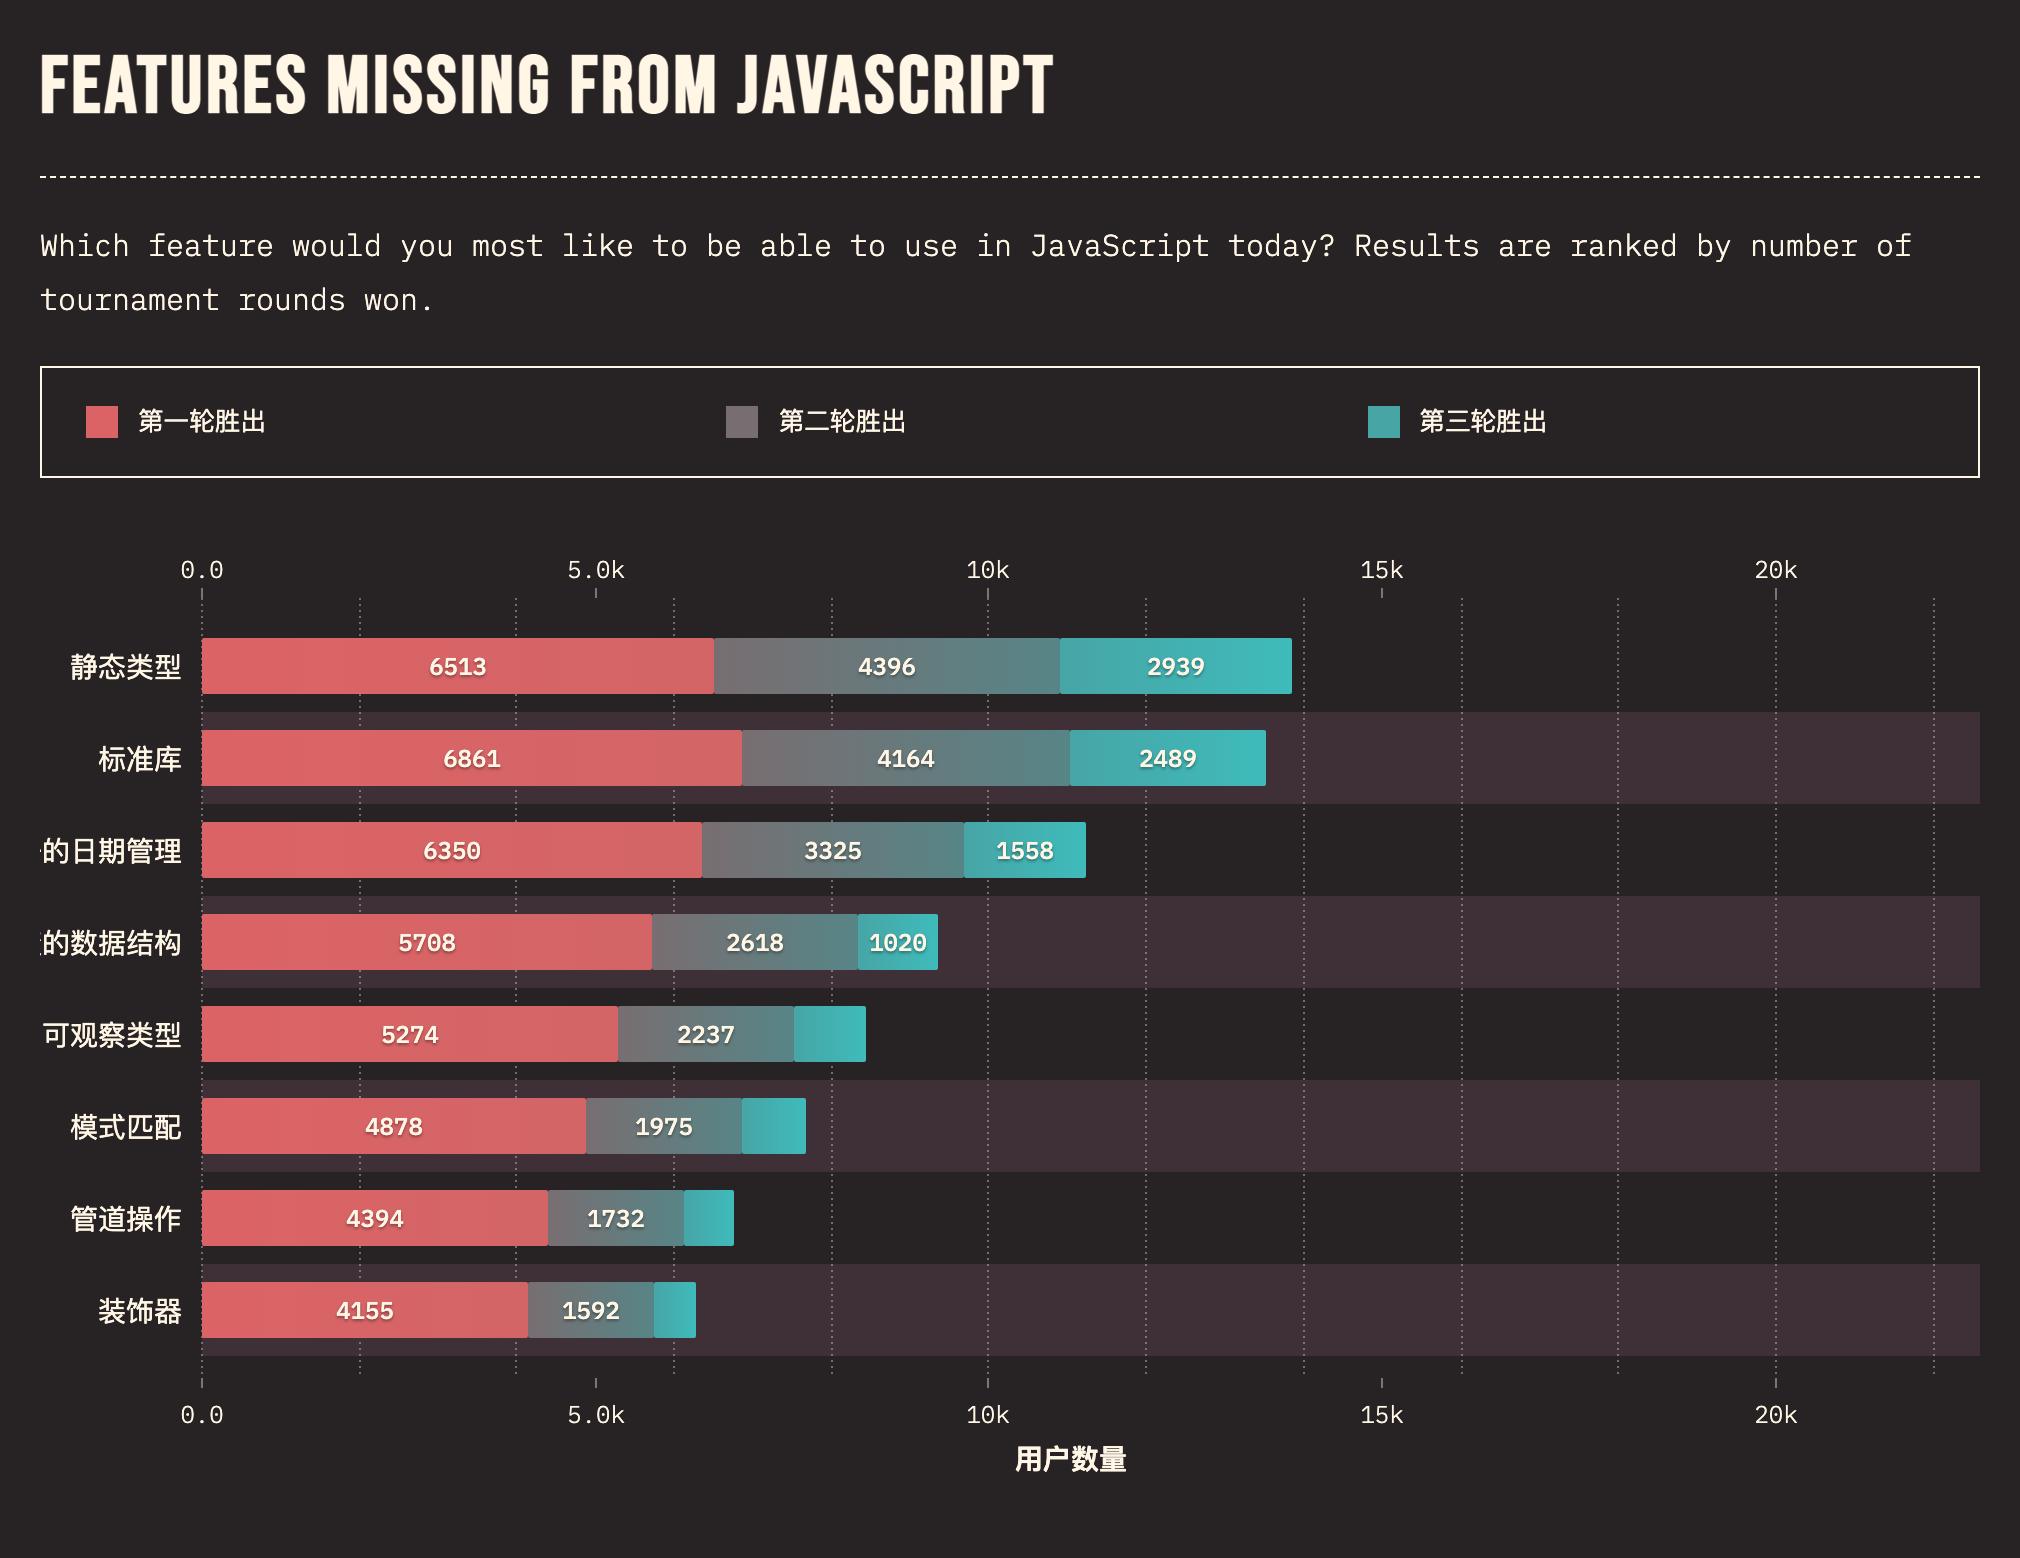 FEATURES MISSING FROM JAVASCRIPT
Which feature would you most like to be able to use in JavaScript today? Results are ranked by number of
tournament rounds won.
第一轮胜出 第二轮胜出 第三轮胜出
0.0 5.0k 10k 15k 20k
静态类型 6513 4396 2939
标准库 6861 4164 2489
的日期管理 6350 3325 1558
的数据结构 5708 2618 1020
可观察类型 5274 2237
模式匹配 4878 1975
管道操作 4394 1732
装饰器 4155 1592
0.0 5.0k 10k 15k 20k
用户数量